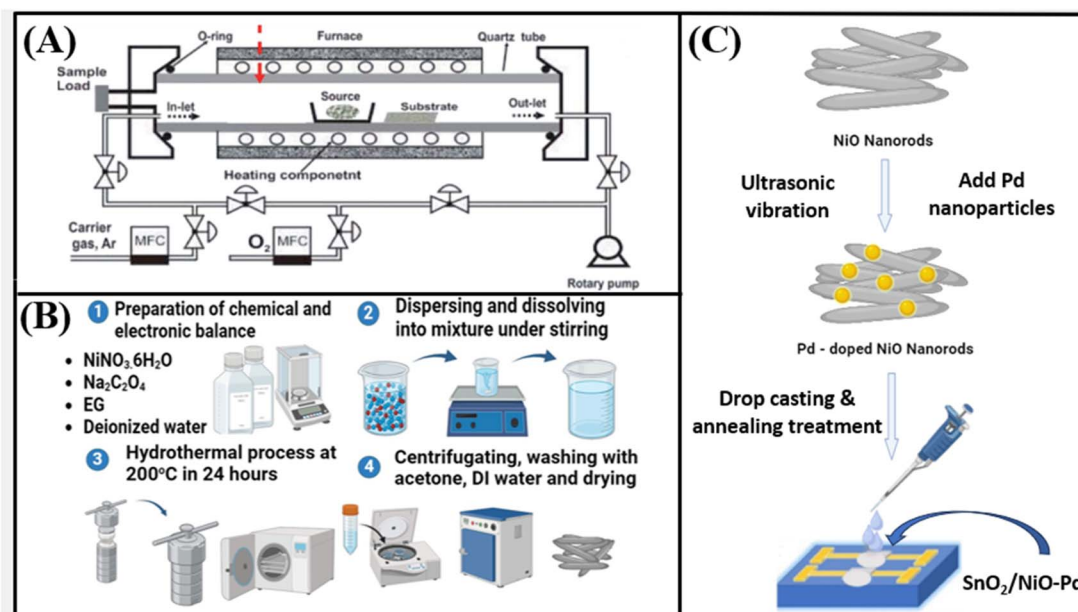 (A)
O-ring
Furnace
Quartz tube
Sample
Load
In-let
Source
Substrate
Out-let
Heating componetnt
Carrier
gas, Ar
MFC
O₂
MFC
Rotary pump
(B)
1 Preparation of chemical and
electronic balance
• NiNO₃.6H₂O
• Na₂C₂O₄
• EG
• Deionized water
2 Dispersing and dissolving
into mixture under stirring
3 Hydrothermal process at
200°C in 24 hours
4 Centrifugating, washing with
acetone, DI water and drying
(C)
NiO Nanorods
Ultrasonic
vibration
Add Pd
nanoparticles
Pd - doped NiO Nanorods
Drop casting &
annealing treatment
SnO₂/NiO-Pd